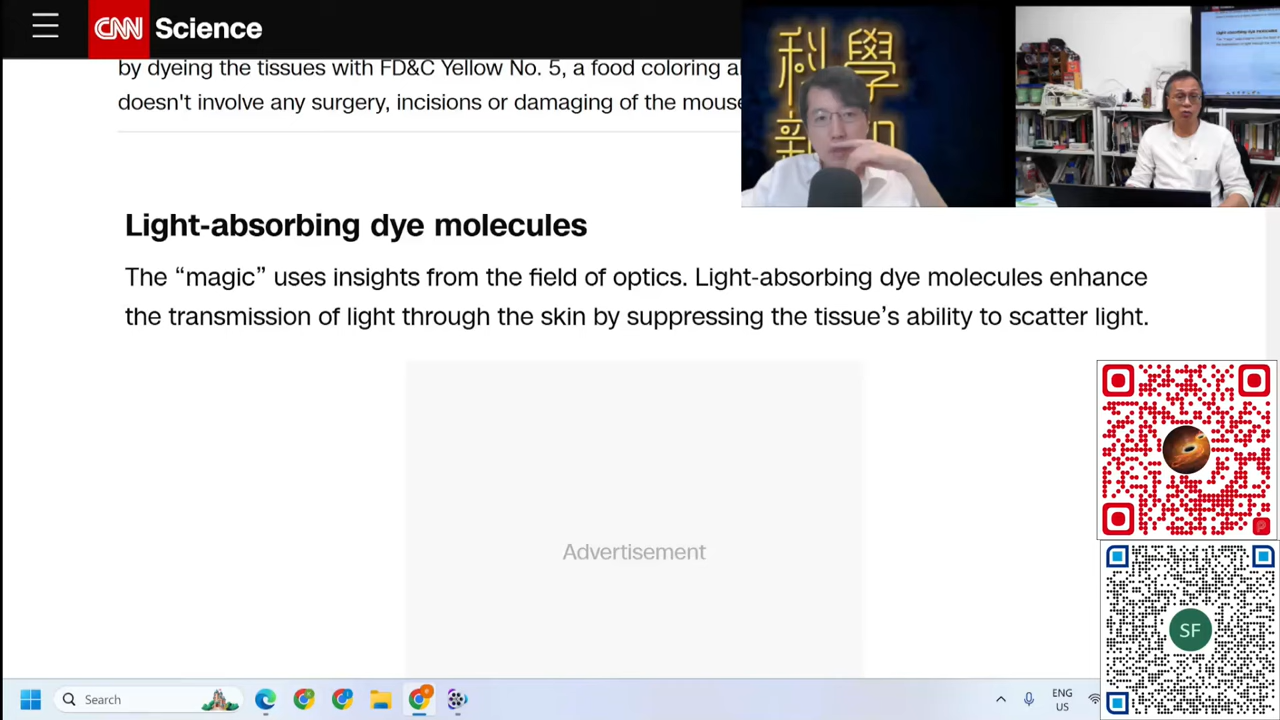 CNN Science
by dyeing the tissues with FD&C Yellow No. 5, a food coloring
doesn't involve any surgery, incisions or damaging of the
科學
新知
Light-absorbing dye molecules
The “magic” uses insights from the field of optics. Light-absorbing dye molecules enhance
the transmission of light through the skin by suppressing the tissue’s ability to scatter light.
Advertisement
SF
Search
ENG
US